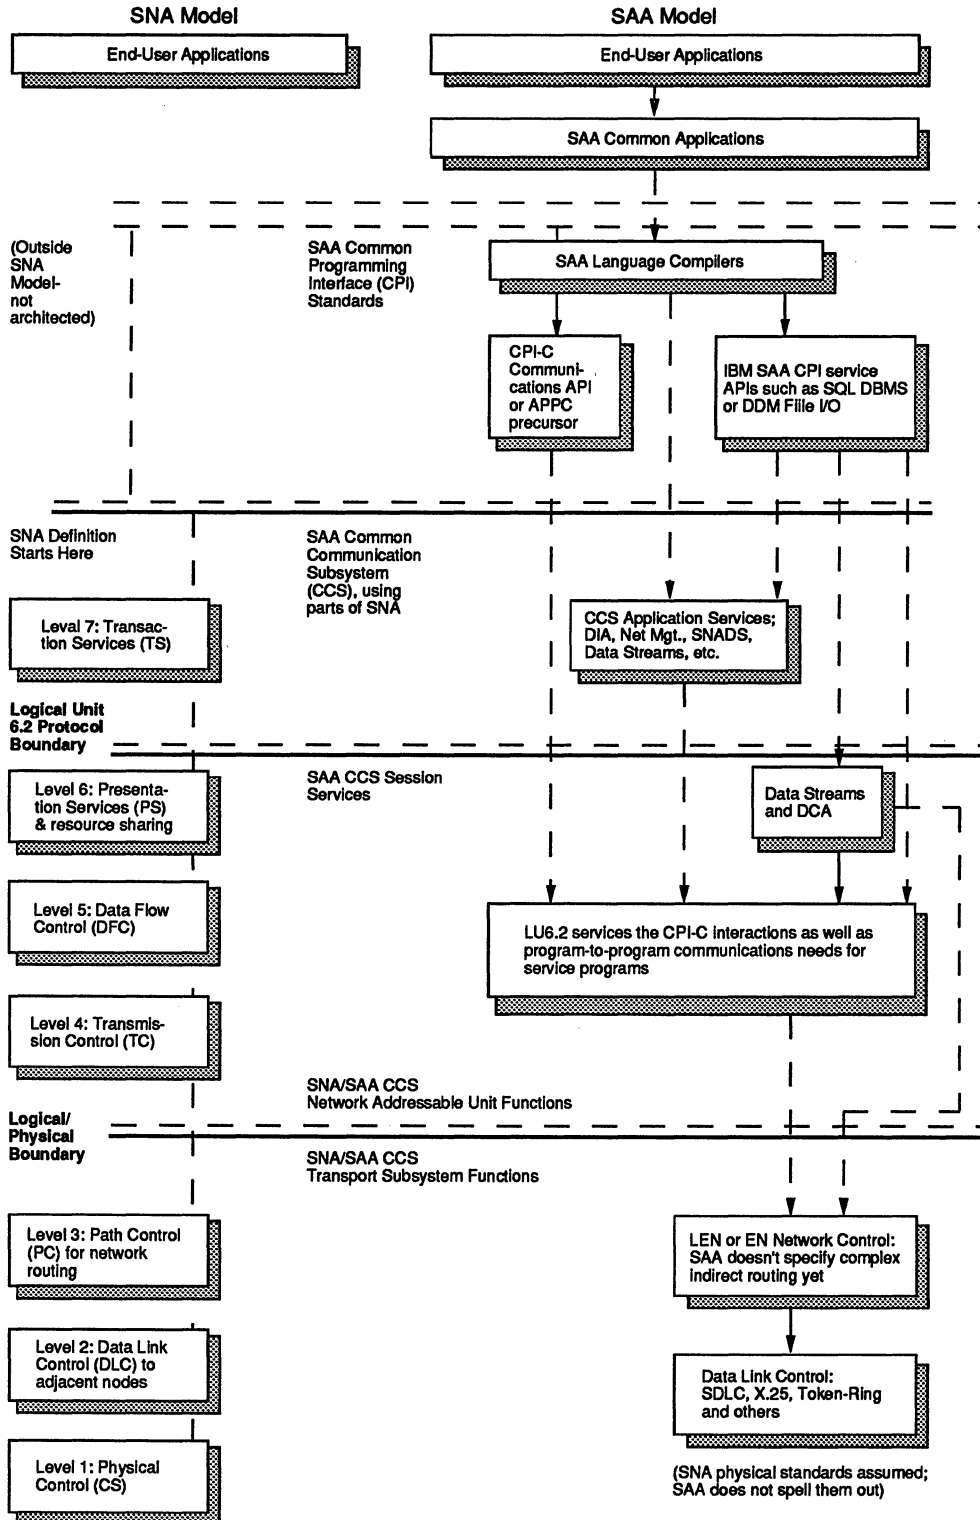 SNA Model
SAA Model
End-User Applications
End-User Applications
SAA Common Applications
(Outside
SNA
Model-
not
architected)
SAA Common
Programming
Interface (CPI)
Standards
SAA Language Compilers
CPI-C
Communi-
cations API
or APPC
precursor
IBM SAA CPI service
APIs such as SQL DBMS
or DDM Fiile I/O
SNA Definition
Starts Here
SAA Common
Communication
Subsystem
(CCS), using
parts of SNA
Leval 7: Transac-
tion Services (TS)
CCS Application Services;
DIA, Net Mgt., SNADS,
Data Streams, etc.
Logical Unit
6.2 Protocol
Boundary
SAA CCS Session
Services
Level 6: Presenta-
tion Services (PS)
& resource sharing
Data Streams
and DCA
Level 5: Data Flow
Control (DFC)
LU6.2 services the CPI-C interactions as well as
program-to-program communications needs for
service programs
Level 4: Transmis-
sion Control (TC)
SNA/SAA CCS
Network Addressable Unit Functions
Logical/
Physical
Boundary
SNA/SAA CCS
Transport Subsystem Functions
Level 3: Path Control
(PC) for network
routing
LEN or EN Network Control:
SAA doesn't specify complex
indirect routing yet
Level 2: Data Link
Control (DLC) to
adjacent nodes
Data Link Control:
SDLC, X.25, Token-Ring
and others
Level 1: Physical
Control (CS)
(SNA physical standards assumed;
SAA does not spell them out)